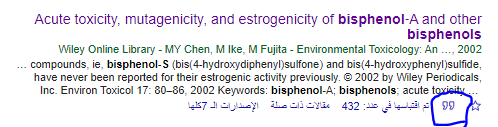 Acute toxicity, mutagenicity, and estrogenicity of bisphenol-A and other
bisphenols
Wiley Online Library - MY Chen, M Ike, M Fujita - Environmental Toxicology: An …, 2002
… compounds, ie, bisphenol-S (bis(4-hydroxydiphenyl)sulfone) and bis(4-hydroxyphenyl)sulfide,
have never been reported for their estrogenic activity previously. © 2002 by Wiley Periodicals,
Inc. Environ Toxicol 17: 80–86, 2002 Keywords: bisphenol-A; bisphenols; acute toxicity …
تم اقتباسها في عدد: 432 مقالات ذات صلة الإصدارات الـ 7كلها